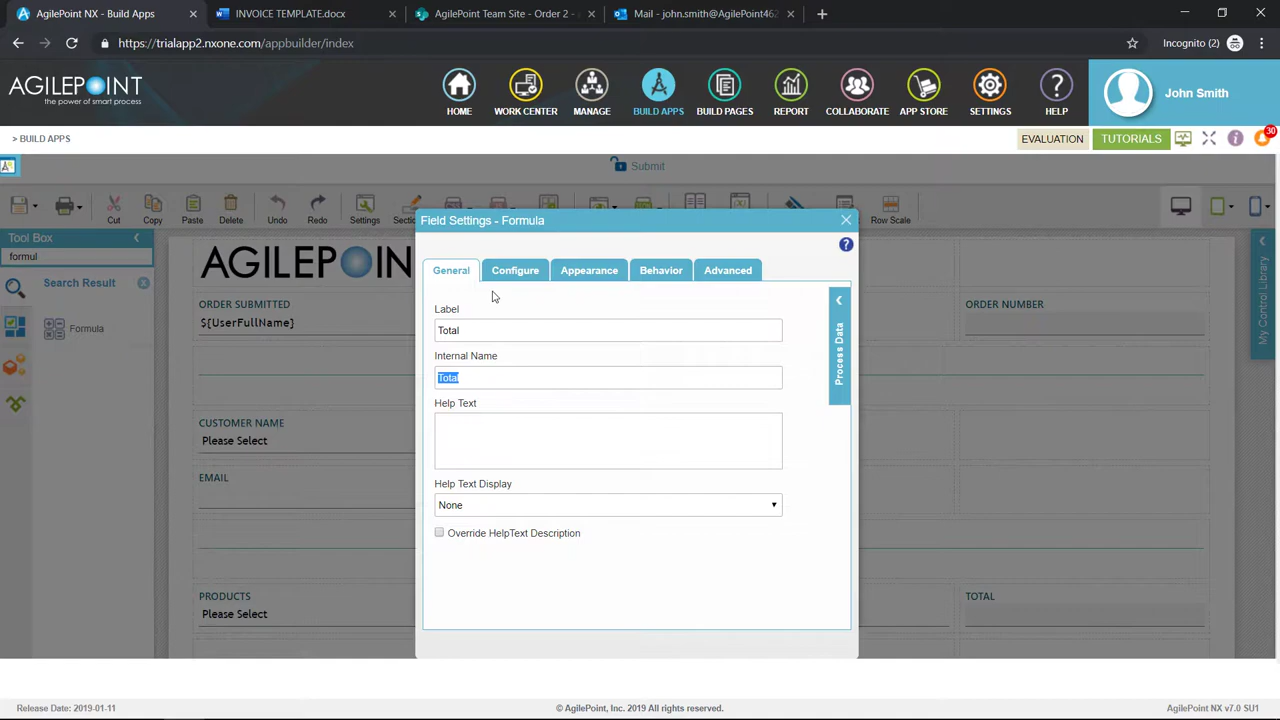 AgilePoint NX - Build Apps
INVOICE TEMPLATE.docx
AgilePoint Team Site - Order 2 -
Mail - john.smith@AgilePoint462
https://trialapp2.nxone.com/appbuilder/index
Incognito (2)
AGILEPOINT
the power of smart process
HOME
WORK CENTER
MANAGE
BUILD APPS
BUILD PAGES
REPORT
COLLABORATE
APP STORE
SETTINGS
HELP
John Smith
> BUILD APPS
EVALUATION
TUTORIALS
30
Submit
Cut
Copy
Paste
Delete
Undo
Redo
Settings
Row Scale
Tool Box
formul
Search Result
Formula
AGILEPOINT
ORDER SUBMITTED
${UserFullName}
ORDER NUMBER
CUSTOMER NAME
Please Select
EMAIL
PRODUCTS
Please Select
TOTAL
My Control Library
Field Settings - Formula
General
Configure
Appearance
Behavior
Advanced
Label
Total
Internal Name
Total
Help Text
Help Text Display
None
Override HelpText Description
Process Data
Release Date: 2019-01-11
© AgilePoint, Inc. 2019 All rights reserved.
AgilePoint NX v7.0 SU1